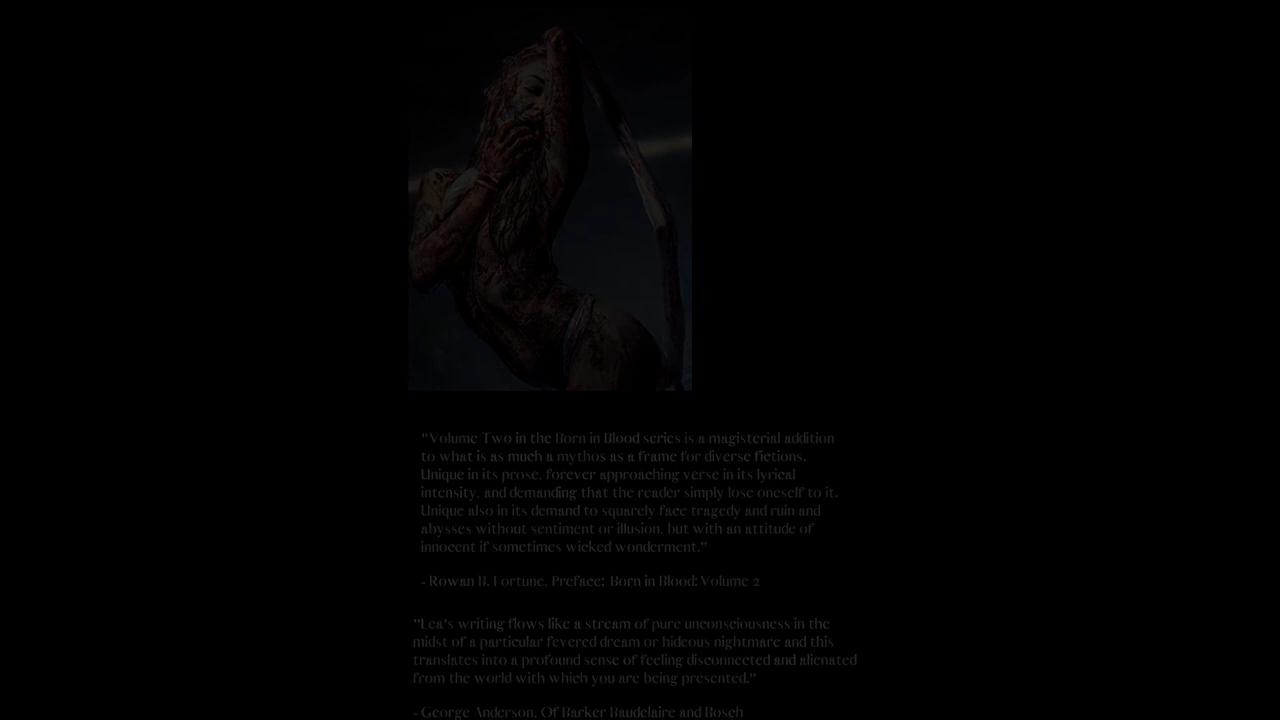 "Volume Two in the Born in Blood series is a magisterial addition
to what is as much a mythos as a frame for diverse fictions.
Unique in its prose, forever approaching verse in its lyrical
intensity, and demanding that the reader simply lose oneself to it.
Unique also in its demand to squarely face tragedy and ruin and
abysses without sentiment or illusion, but with an attitude of
innocent if sometimes wicked wonderment."
- Rowan B. Fortune, Preface; Born in Blood: Volume 2
"Lea's writing flows like a stream of pure unconsciousness in the
midst of a particular fevered dream or hideous nightmare and this
translates into a profound sense of feeling disconnected and alienated
from the world with which you are being presented."
- George Anderson, Of Barker Baudelaire and Bosch